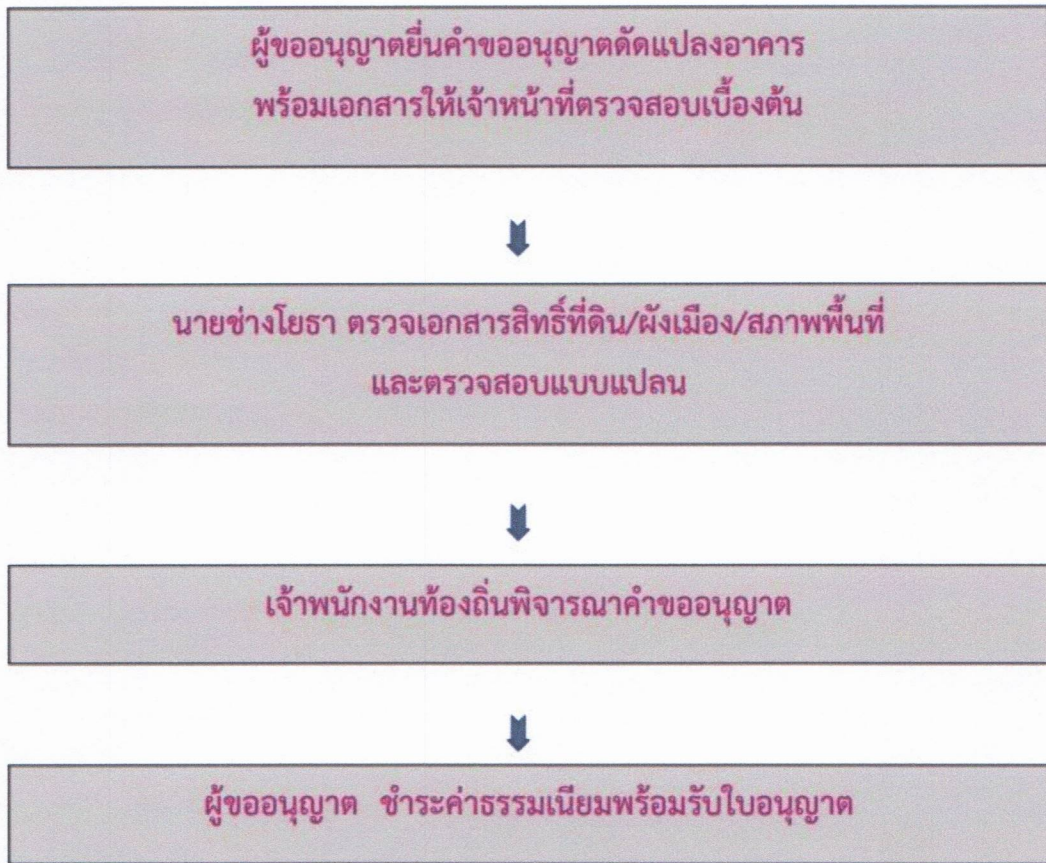 ผู้ขออนุญาตยื่นคำขออนุญาตดัดแปลงอาคาร
พร้อมเอกสารให้เจ้าหน้าที่ตรวจสอบเบื้องต้น
นายช่างโยธา ตรวจเอกสารสิทธิ์ที่ดิน/ผังเมือง/สภาพพื้นที่
และตรวจสอบแบบแปลน
เจ้าพนักงานท้องถิ่นพิจารณาคำขออนุญาต
ผู้ขออนุญาต ชำระค่าธรรมเนียมพร้อมรับใบอนุญาต